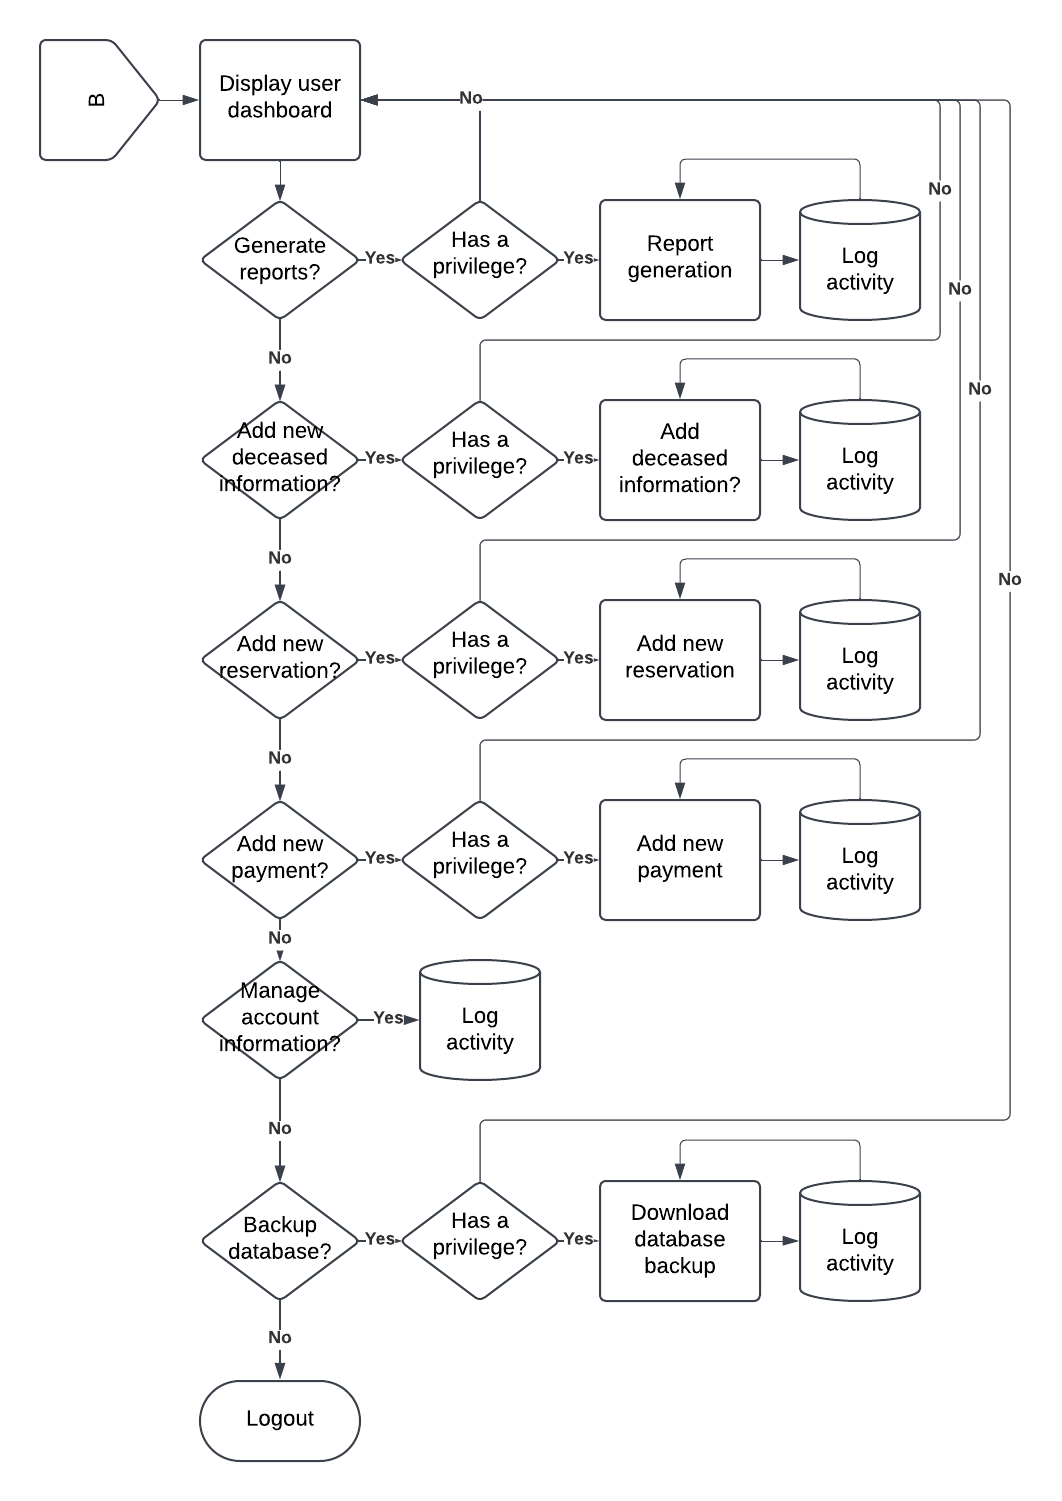 B
Display user
dashboard
No
No
Generate
reports?
Yes
Has a
privilege?
Yes
Report
generation
Log
activity
No
No
Add new
deceased
information?
Yes
Has a
privilege?
Yes
Add
deceased
information?
Log
activity
No
No
No
Add new
reservation?
Yes
Has a
privilege?
Yes
Add new
reservation
Log
activity
No
Add new
payment?
Yes
Has a
privilege?
Yes
Add new
payment
Log
activity
No
Manage
account
information?
Yes
Log
activity
No
Backup
database?
Yes
Has a
privilege?
Yes
Download
database
backup
Log
activity
No
Logout